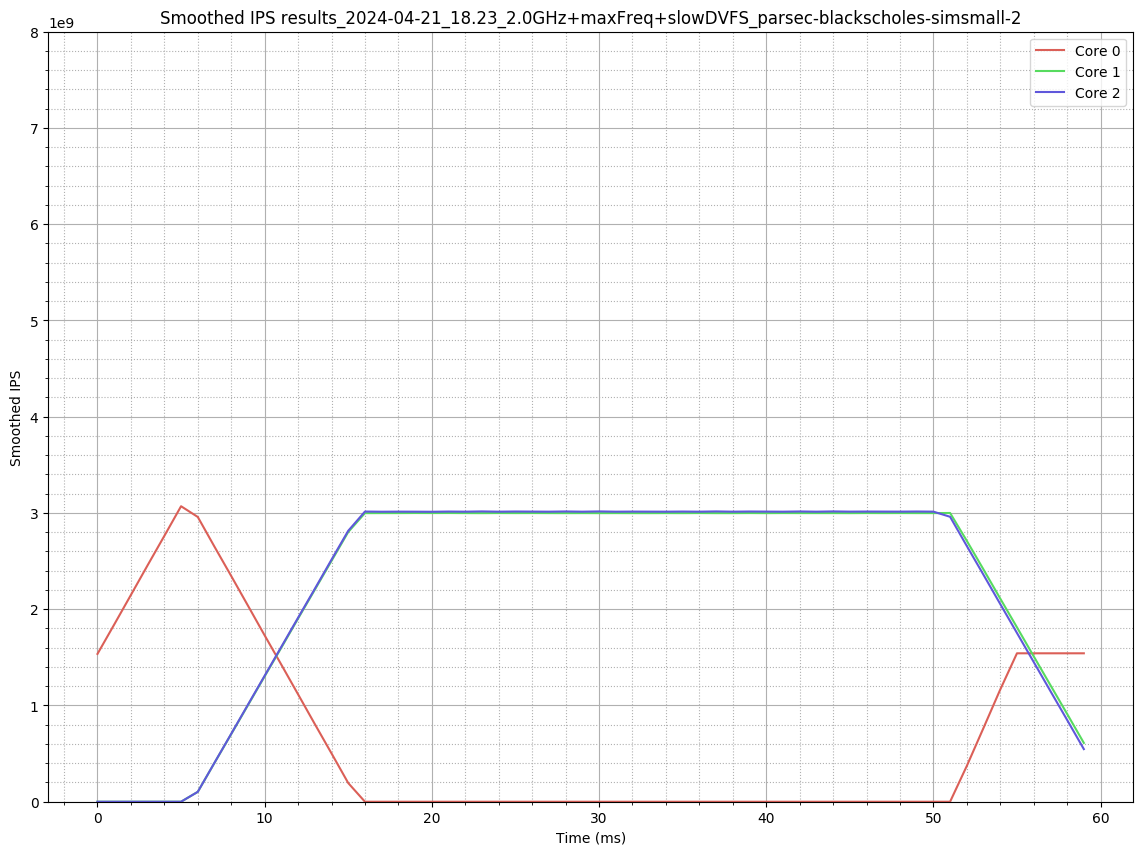 Smoothed IPS results_2024-04-21_18.23_2.0GHz+maxFreq+slowDVFS_parsec-blackscholes-simsmall-2
1e9
8
7
6
5
4
3
2
1
0
Smoothed IPS
Core 0
Core 1
Core 2
0 10 20 30 40 50 60
Time (ms)